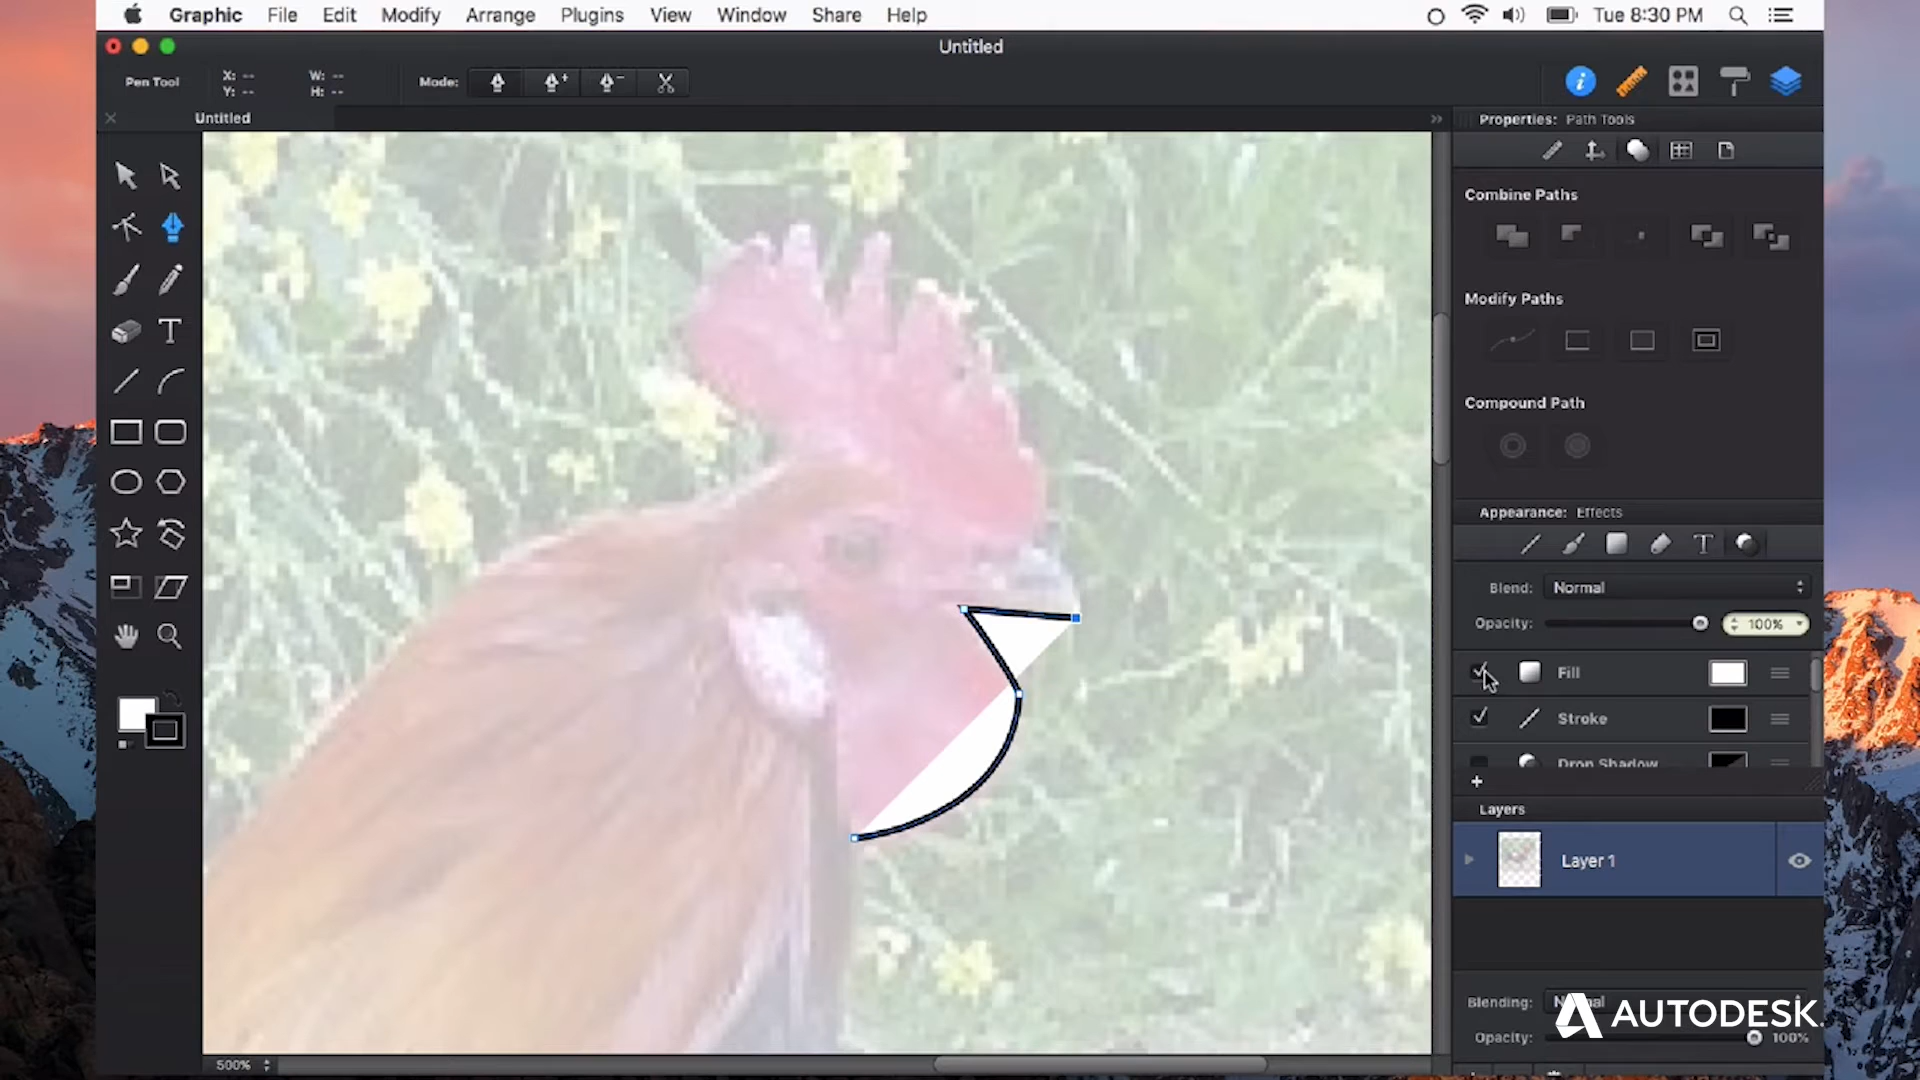 Graphic File Edit Modify Arrange Plugins View Window Share Help Tue 8:30 PM
Untitled
Pen Tool X: -- W: -- Mode:
Y: -- H: --
Untitled
Properties: Path Tools
Combine Paths
Modify Paths
Compound Path
Appearance: Effects
Blend: Normal
Opacity: 100%
Fill
Stroke
Drop Shadow
Layers
Layer 1
Blending:
AUTODESK.
Opacity: 100%
500%